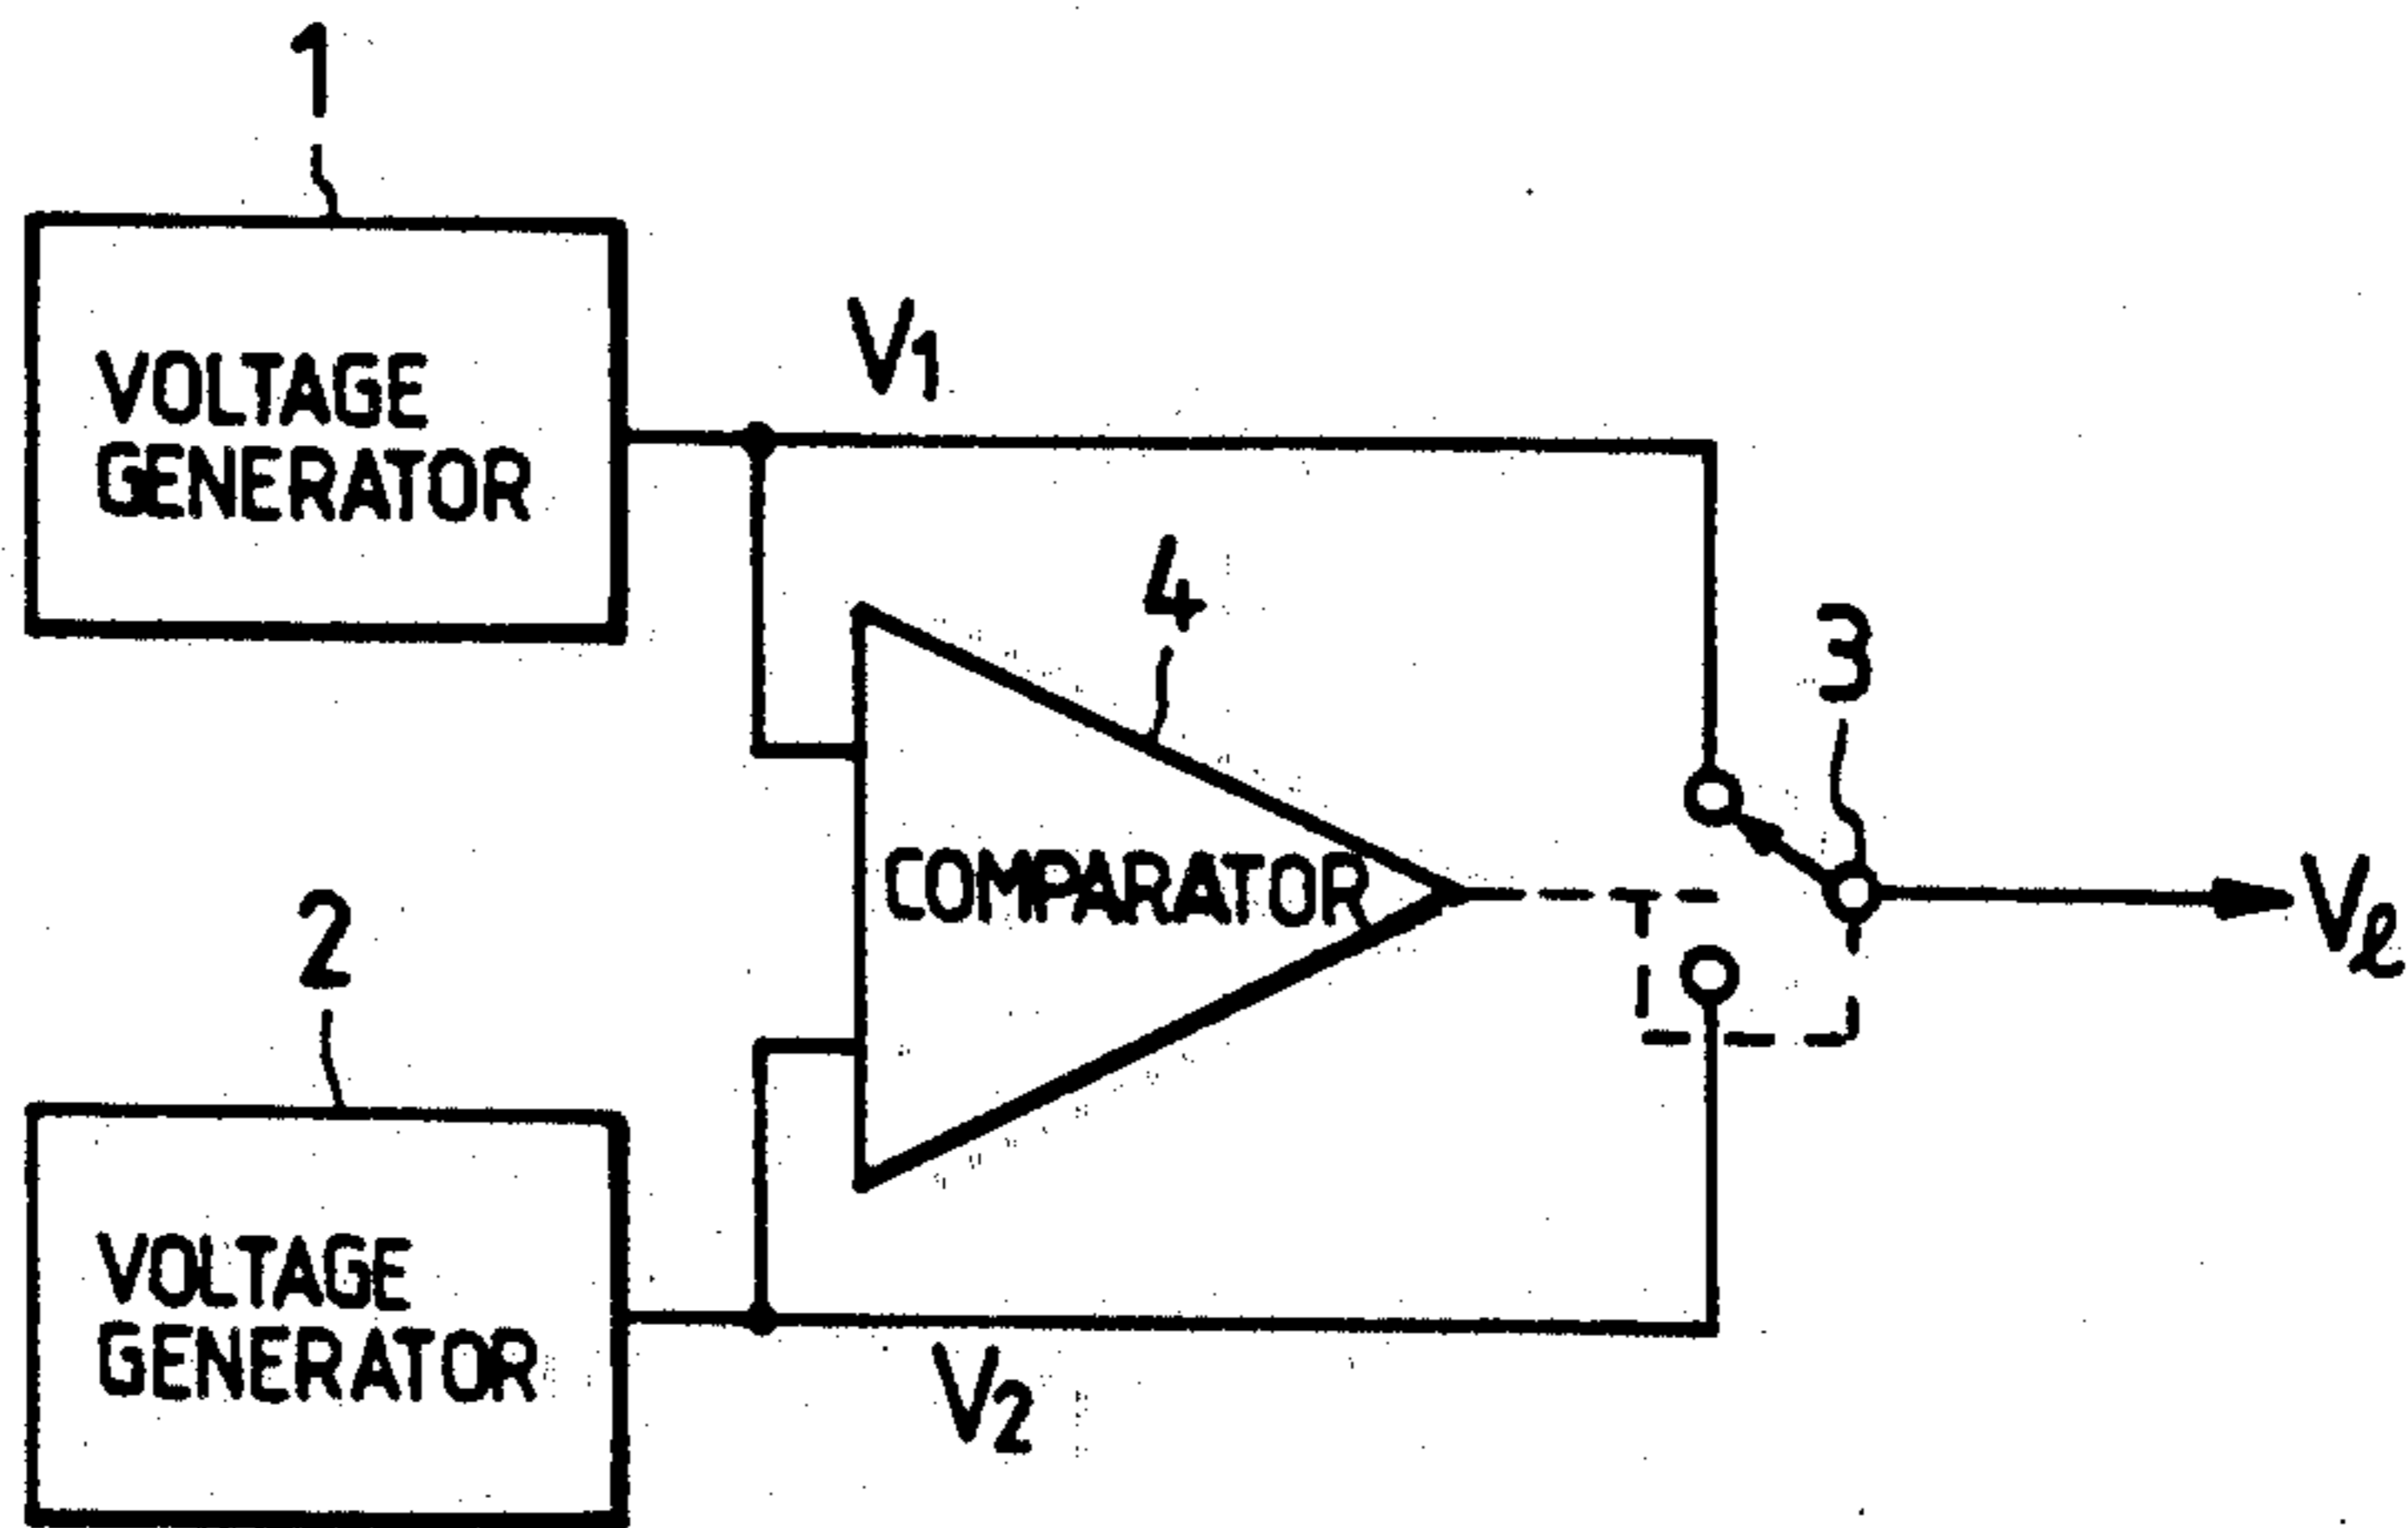 1
VOLTAGE
GENERATOR
V1
4
3
COMPARATOR
Vℓ
2
VOLTAGE
GENERATOR
V2